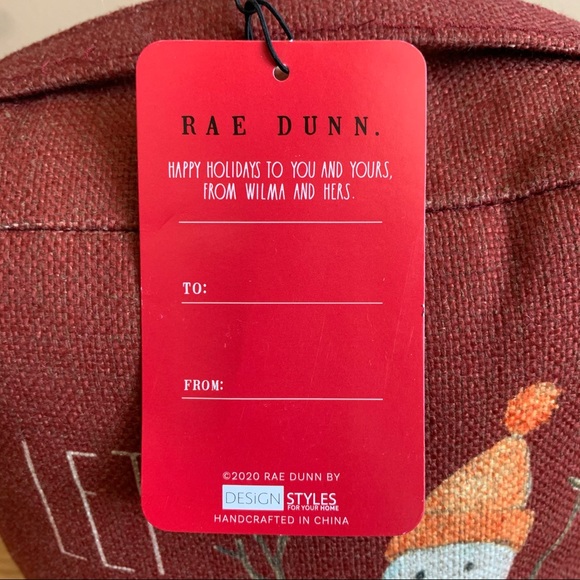 RAE DUNN.
HAPPY HOLIDAYS TO YOU AND YOURS,
FROM WILMA AND HERS.
TO:
FROM:
©2020 RAE DUNN BY
DESIGN STYLES
FOR YOUR HOME
HANDCRAFTED IN CHINA
LET